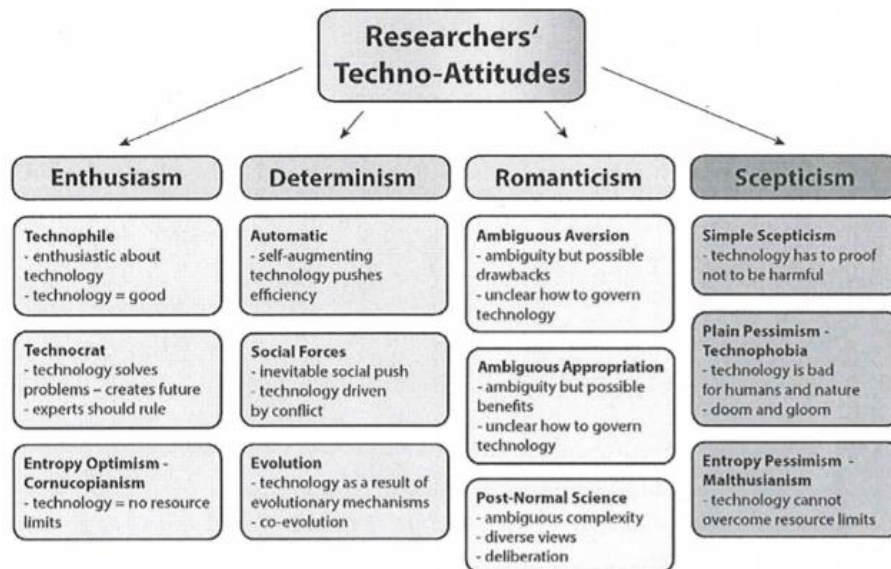 Researchers‘
Techno-Attitudes
Enthusiasm
Technophile
- enthusiastic about
technology
- technology = good
Technocrat
- technology solves
problems – creates future
- experts should rule
Entropy Optimism -
Cornucopianism
- technology = no resource
limits
Determinism
Automatic
- self-augmenting
technology pushes
efficiency
Social Forces
- inevitable social push
- technology driven
by conflict
Evolution
- technology as a result of
evolutionary mechanisms
- co-evolution
Romanticism
Ambiguous Aversion
- ambiguity but possible
drawbacks
- unclear how to govern
technology
Ambiguous Appropriation
- ambiguity but possible
benefits
- unclear how to govern
technology
Post-Normal Science
- ambiguous complexity
- diverse views
- deliberation
Scepticism
Simple Scepticism
- technology has to proof
not to be harmful
Plain Pessimism -
Technophobia
- technology is bad
for humans and nature
- doom and gloom
Entropy Pessimism -
Malthusianism
- technology cannot
overcome resource limits